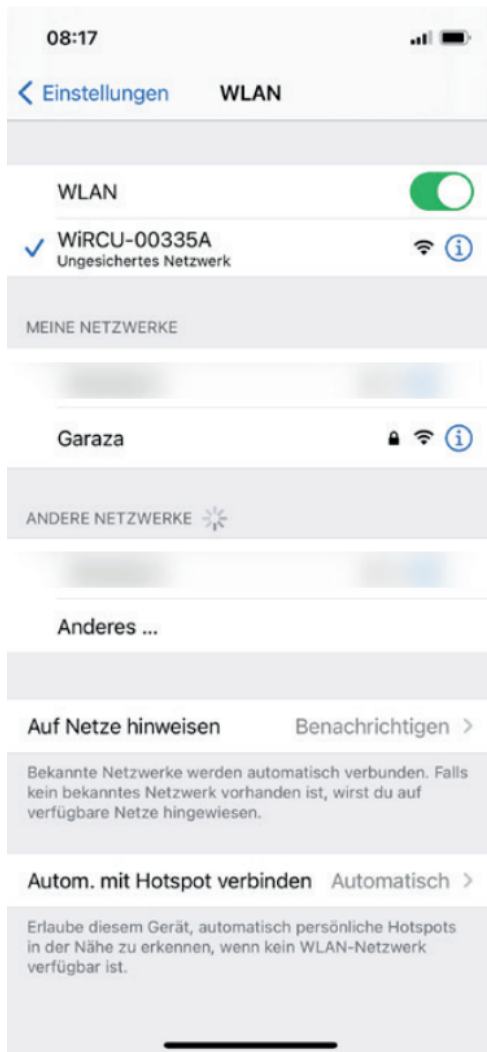 08:17
Einstellungen WLAN
WLAN
WiRCU-00335A
Ungesichertes Netzwerk
MEINE NETZWERKE
Garaza
ANDERE NETZWERKE
Anderes ...
Auf Netze hinweisen Benachrichtigen
Bekannte Netzwerke werden automatisch verbunden. Falls
kein bekanntes Netzwerk vorhanden ist, wirst du auf
verfügbare Netze hingewiesen.
Autom. mit Hotspot verbinden Automatisch
Erlaube diesem Gerät, automatisch persönliche Hotspots
in der Nähe zu erkennen, wenn kein WLAN-Netzwerk
verfügbar ist.